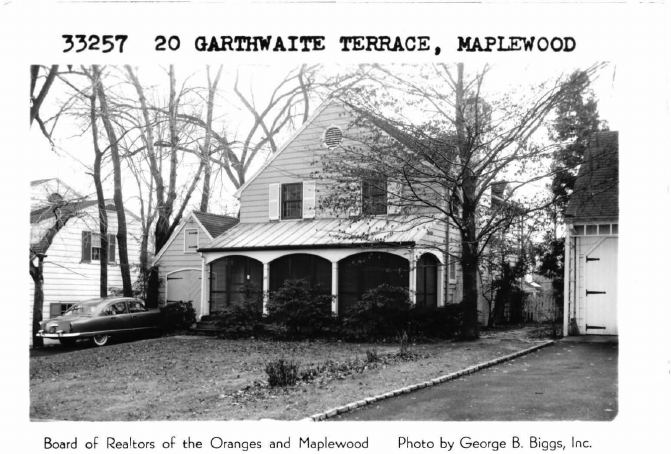 33257 20 GARTHWAITE TERRACE, MAPLEWOOD
Board of Realtors of the Oranges and Maplewood Photo by George B. Biggs, Inc.